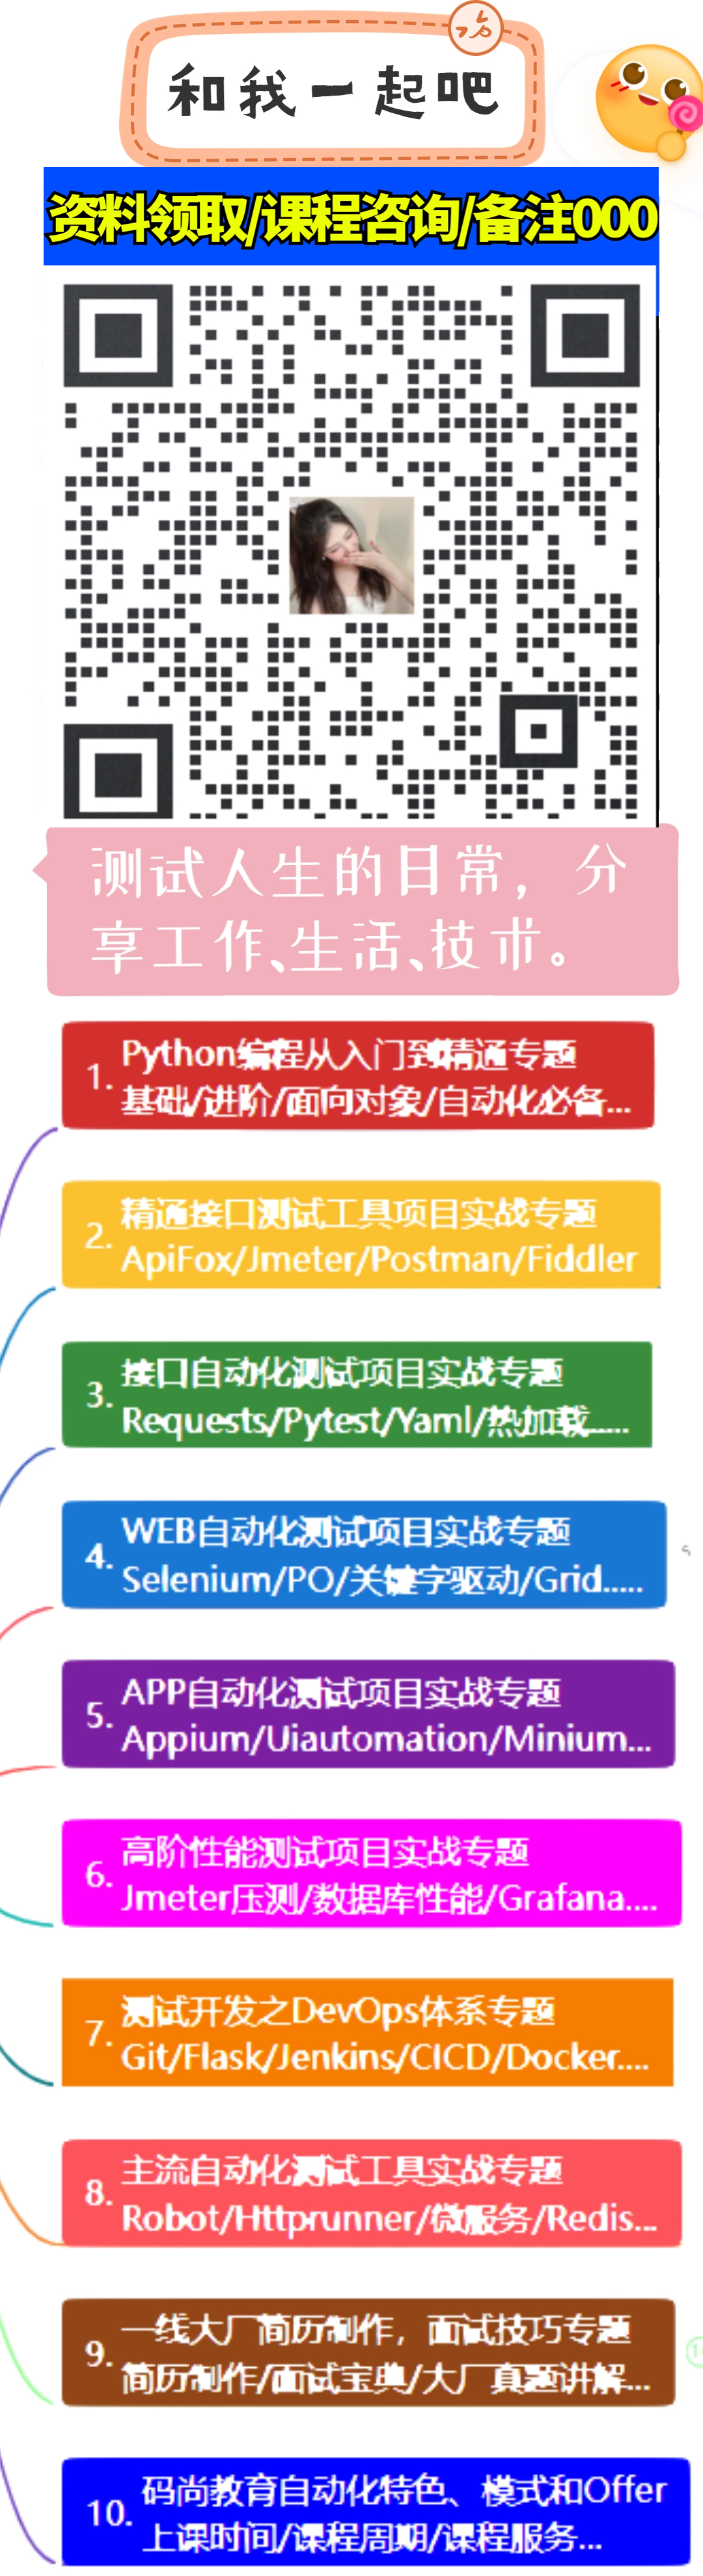 和我一起吧
资料领取/课程咨询/备注000
测试人生的日常，分
享工作、生活、技术。
1.
Python编程从入门到精通专题
基础/进阶/面向对象/自动化必备...
2.
精通接口测试工具项目实战专题
ApiFox/Jmeter/Postman/Fiddler
3.
接口自动化测试项目实战专题
Requests/Pytest/Yaml/热加载.....
4.
WEB自动化测试项目实战专题
Selenium/PO/关键字驱动/Grid.....
5.
APP自动化测试项目实战专题
Appium/Uiautomation/Minium...
6.
高阶性能测试项目实战专题
Jmeter压测/数据库性能/Grafana....
7.
测试开发之DevOps体系专题
Git/Flask/Jenkins/CICD/Docker....
8.
主流自动化测试工具实战专题
Robot/Httprunner/微服务/Redis...
9.
一线大厂简历制作，面试技巧专题
简历制作/面试宝典/大厂真题讲解...
10.
码尚教育自动化特色、模式和Offer
上课时间/课程周期/课程服务...